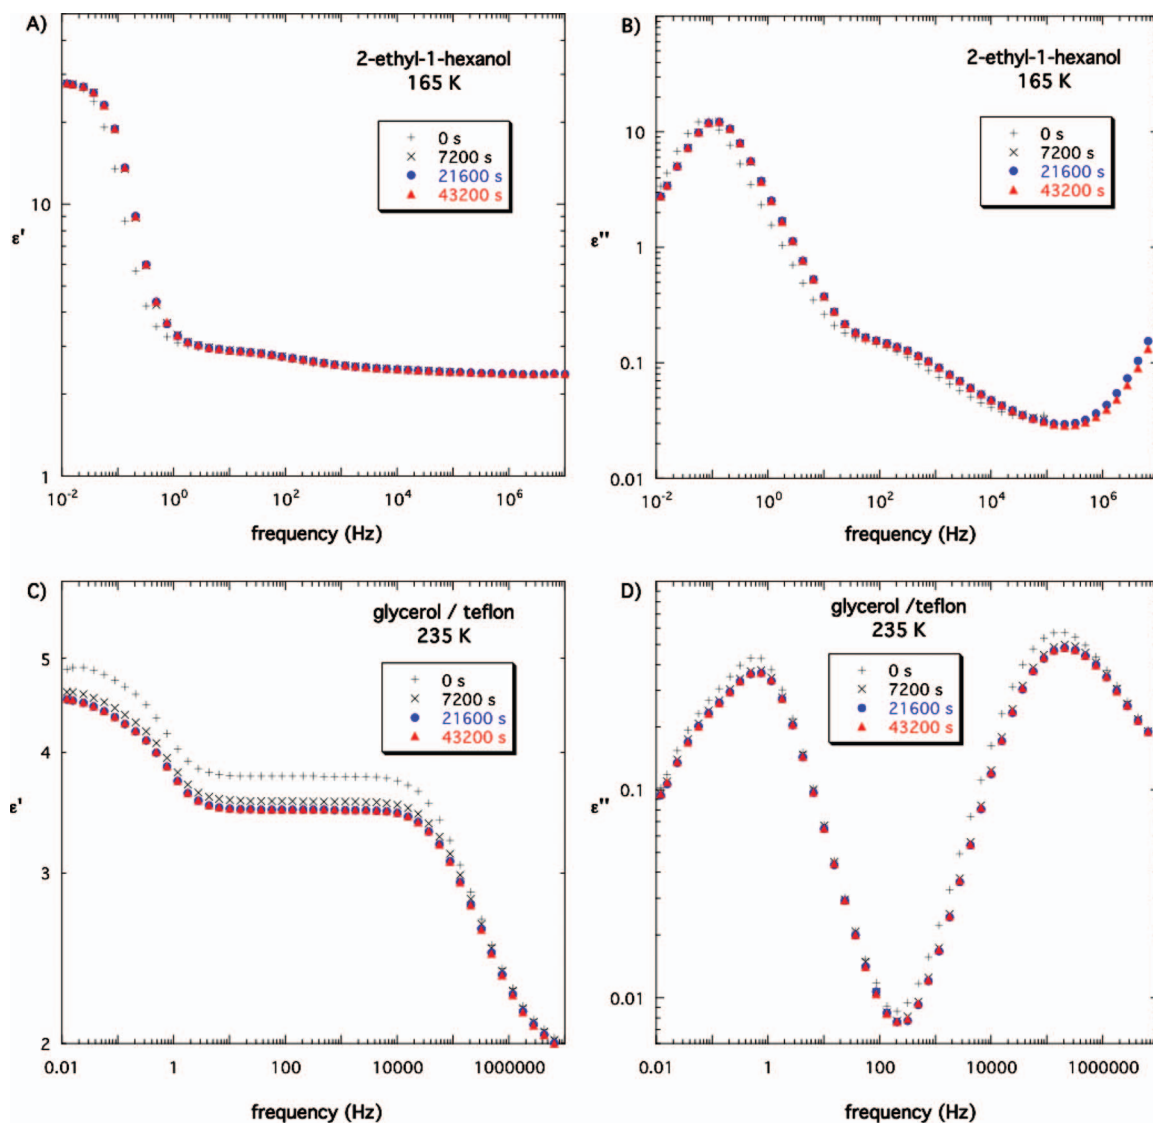 A)
2-ethyl-1-hexanol
165 K
+ 0 s
× 7200 s
● 21600 s
▲ 43200 s
10
ε'
1
10⁻² 10⁰ 10² 10⁴ 10⁶
frequency (Hz)
B)
2-ethyl-1-hexanol
165 K
+ 0 s
× 7200 s
● 21600 s
▲ 43200 s
10
1
ε''
0.1
0.01
10⁻² 10⁰ 10² 10⁴ 10⁶
frequency (Hz)
C)
glycerol / teflon
235 K
+ 0 s
× 7200 s
● 21600 s
▲ 43200 s
5
4
ε'
3
2
0.01 1 100 10000 1000000
frequency (Hz)
D)
glycerol /teflon
235 K
+ 0 s
× 7200 s
● 21600 s
▲ 43200 s
ε''
0.1
0.01
0.01 1 100 10000 1000000
frequency (Hz)